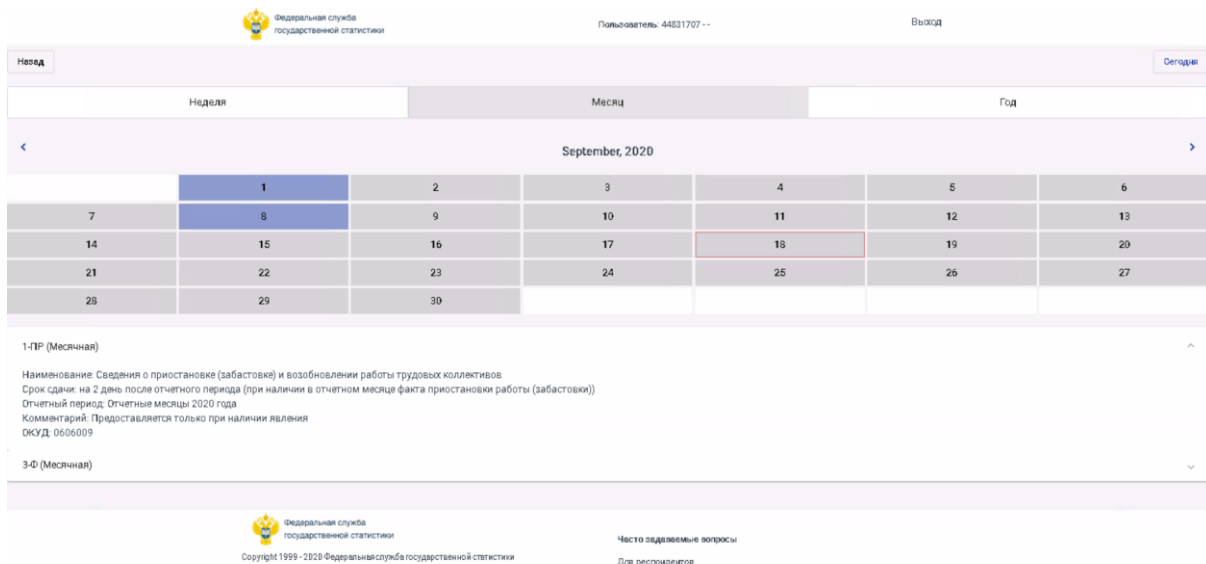 Федеральная служба
государственной статистики
Пользователь: 44831707 - -
Выход
Назад
Сегодня
Неделя
Месяц
Год
September, 2020
1 2 3 4 5 6
7 8 9 10 11 12 13
14 15 16 17 18 19 20
21 22 23 24 25 26 27
28 29 30
1-ПР (Месячная)
Наименование: Сведения о приостановке (забастовке) и возобновлении работы трудовых коллективов
Срок сдачи: на 2 день после отчетного периода (при наличии в отчетном месяце факта приостановки работы (забастовки))
Отчетный период: Отчетные месяцы 2020 года
Комментарий: Предоставляется только при наличии явления
ОКУД: 0606009
3-Ф (Месячная)
Федеральная служба
государственной статистики
Copyright 1999 - 2020 Федеральная служба государственной статистики
Часто задаваемые вопросы
Для респондентов